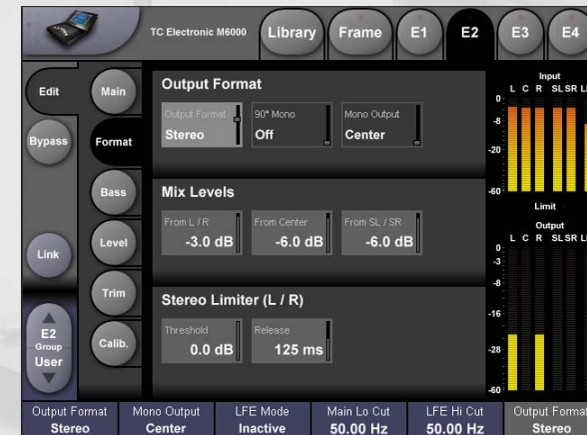 TC Electronic M6000
Library
Frame
E1
E2
E3
E4
Edit
Bypass
Link
E2
Group
User
Main
Format
Bass
Level
Trim
Calib.
Output Format
Output Format
Stereo
90° Mono
Off
Mono Output
Center
Mix Levels
From L / R
-3.0 dB
From Center
-6.0 dB
From SL / SR
-6.0 dB
Stereo Limiter (L / R)
Threshold
0.0 dB
Release
125 ms
Input
L C R SL SR
0
-8
-20
-60
Limit
Output
L C R SL SR
0
-3
-8
-16
-28
-60
Output Format
Stereo
Mono Output
Center
LFE Mode
Inactive
Main Lo Cut
50.00 Hz
LFE Hi Cut
50.00 Hz
Output Format
Stereo